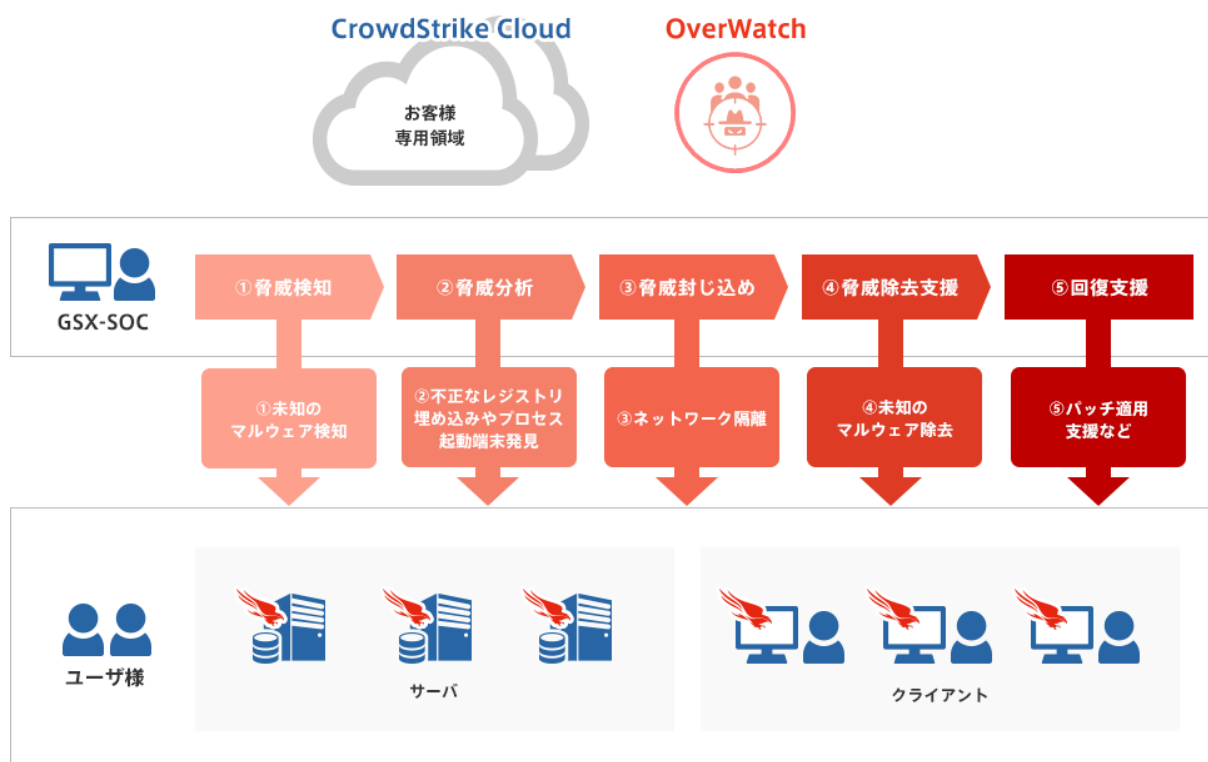 CrowdStrike Cloud
OverWatch
お客様
専用領域
GSX-SOC
①脅威検知
②脅威分析
③脅威封じ込め
④脅威除去支援
⑤回復支援
①未知の
マルウェア検知
②不正なレジストリ
埋め込みやプロセス
起動端末発見
③ネットワーク隔離
④未知の
マルウェア除去
⑤パッチ適用
支援など
ユーザ様
サーバ
クライアント